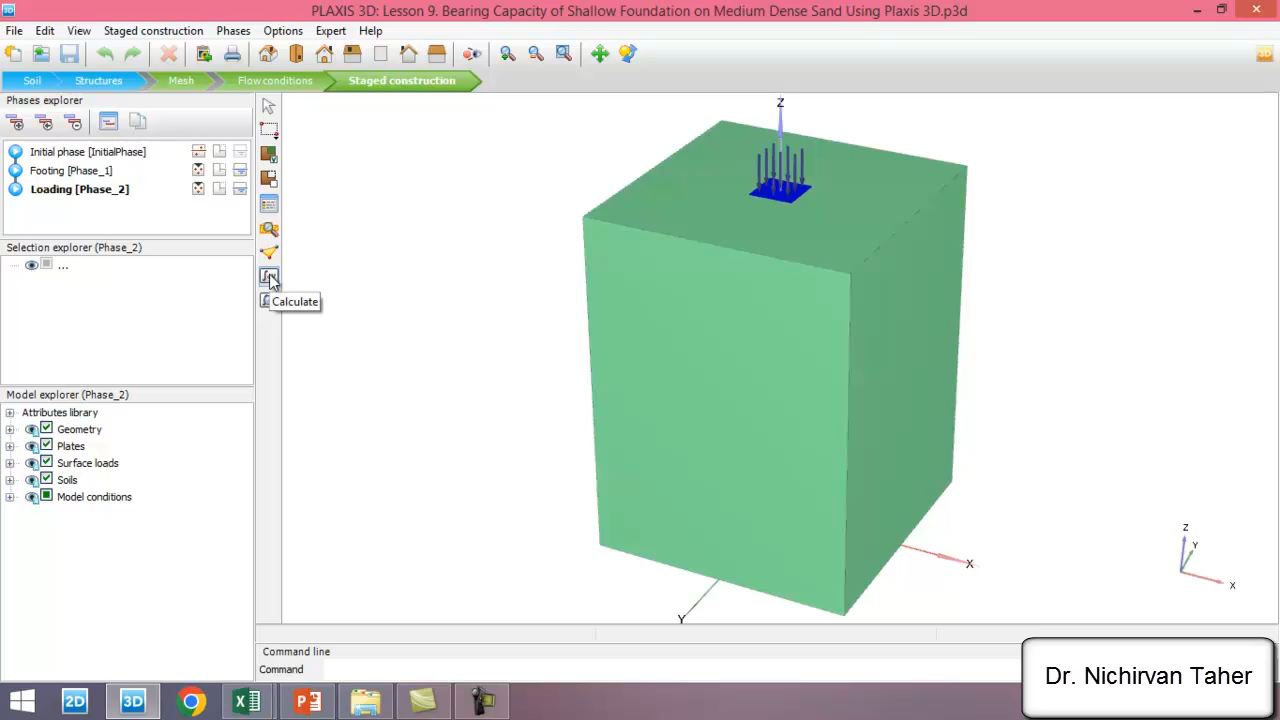 PLAXIS 3D: Lesson 9. Bearing Capacity of Shallow Foundation on Medium Dense Sand Using Plaxis 3D.p3d
File Edit View Staged construction Phases Options Expert Help
3D
Soil Structures Mesh Flow conditions Staged construction
Phases explorer
Initial phase [InitialPhase]
Footing [Phase_1]
Loading [Phase_2]
Selection explorer (Phase_2)
...
Calculate
Model explorer (Phase_2)
Attributes library
Geometry
Plates
Surface loads
Soils
Model conditions
Z
X
Y
Z
Y
X
Command line
Command
Dr. Nichirvan Taher
2D 3D